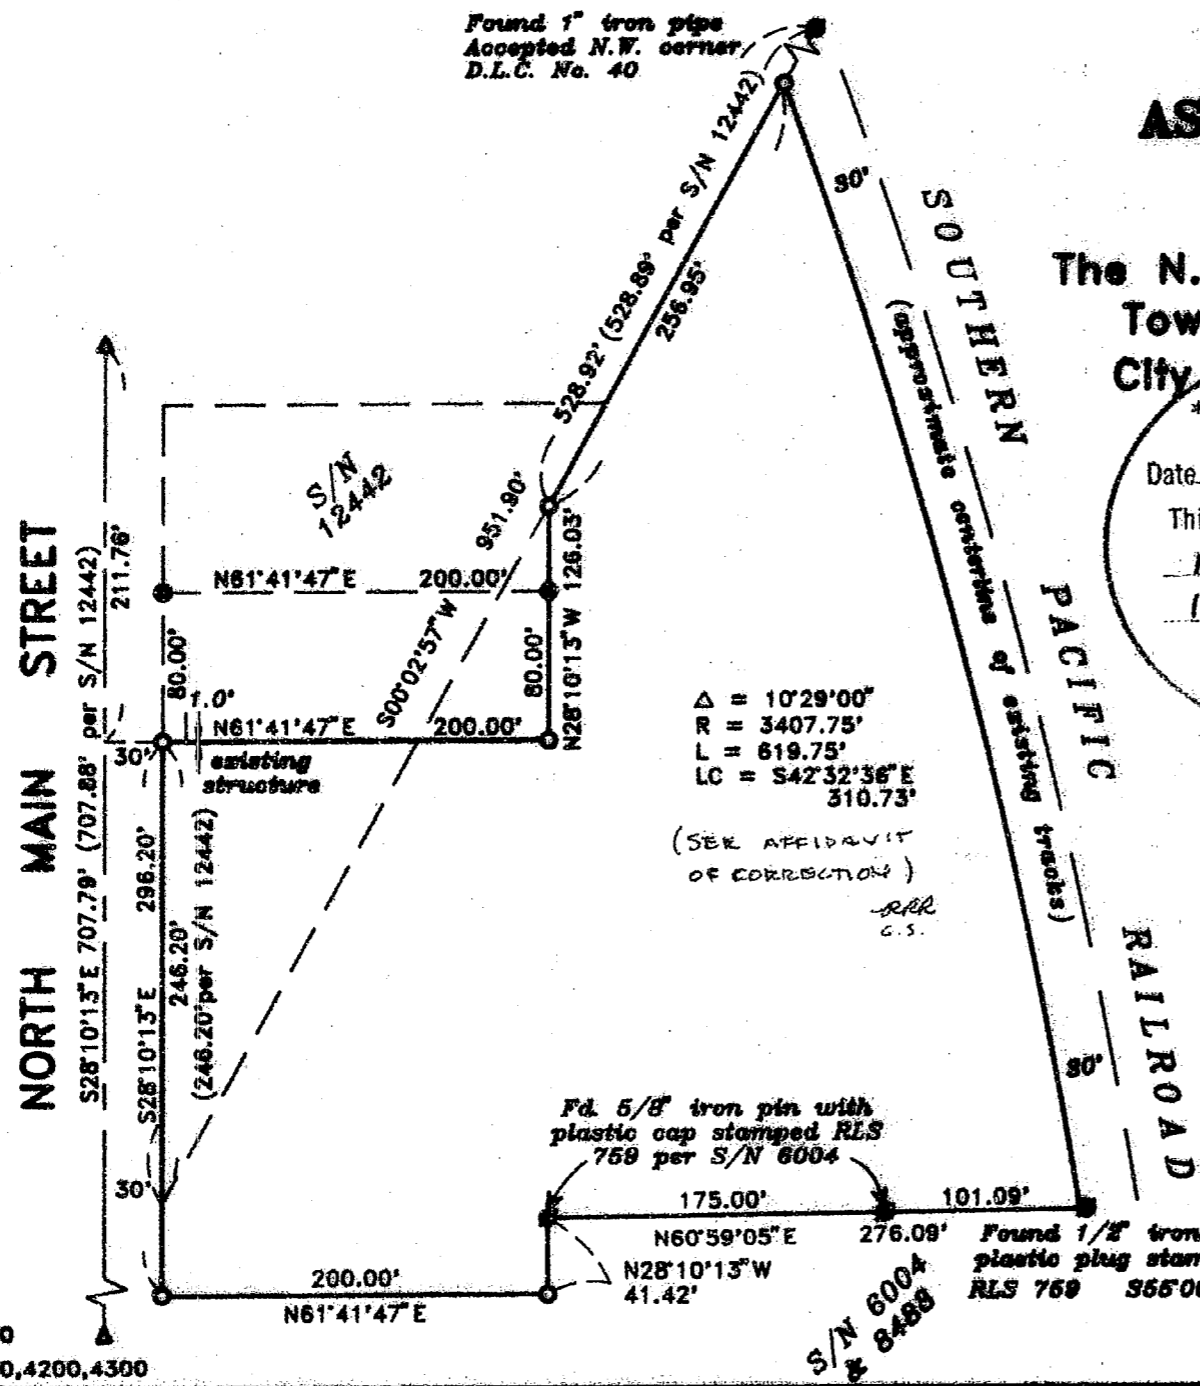 Found 1" iron pipe
Accepted N.W. corner
D.L.C. No. 40
AS
The N.
Tow
City
*
Date
Thi
30'
SOUTHERN
PACIFIC
RAILROAD
(approximate centerline of existing tracks)
30'
528.92' (528.89' per S/N 12442)
256.95'
951.90'
S00°02'57"W
S/N
12442
N61°41'47"E 200.00'
N28°10'13"W 126.03'
80.00'
80.00'
1.0'
N61°41'47"E 200.00'
existing
structure
30'
NORTH MAIN STREET
S28°10'13"E 707.79' (707.88' per S/N 12442)
211.76'
S28°10'13"E 296.20'
246.20'
(246.20' per S/N 12442)
30'
Δ = 10°29'00"
R = 3407.75'
L = 619.75'
LC = S42°32'36"E
310.73'
(SEE AFFIDAVIT
OF CORRECTION)
RRR
C.S.
Fd. 5/8" iron pin with
plastic cap stamped RLS
759 per S/N 6004
175.00' 101.09'
N60°59'05"E 276.09'
N28°10'13"W
41.42'
200.00'
N61°41'47"E
S/N 6004
& 8488
Found 1/2" iron
plastic plug stam
RLS 759 S56°0
0
0,4200,4300